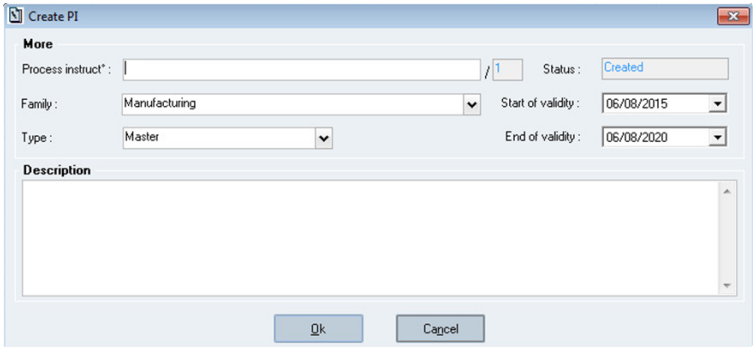 Create PI
More
Process instruct* : / 1 Status : Created
Family : Manufacturing Start of validity : 06/08/2015
Type : Master End of validity : 06/08/2020
Description
Ok Cancel